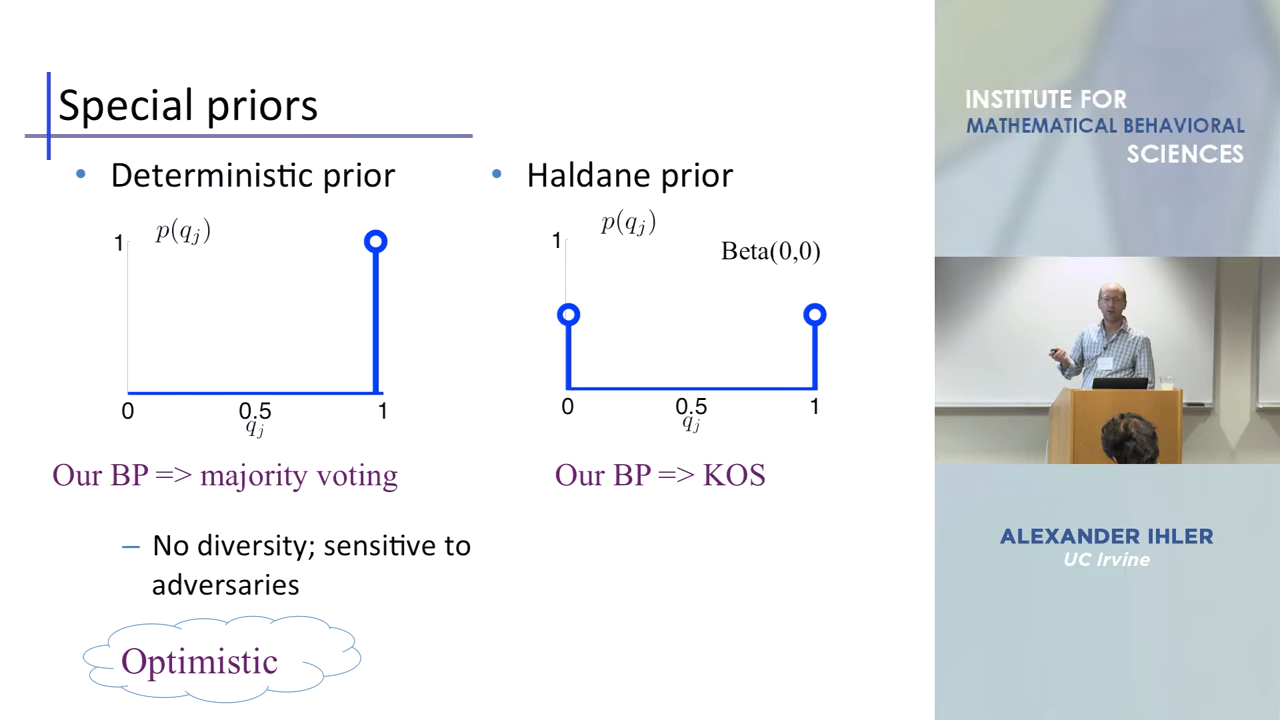 Special priors
• Deterministic prior
p(q_j)
1
0 0.5 1
q_j
Our BP => majority voting
– No diversity; sensitive to
adversaries
Optimistic
• Haldane prior
p(q_j)
1
Beta(0,0)
0 0.5 1
q_j
Our BP => KOS
INSTITUTE FOR
MATHEMATICAL BEHAVIORAL
SCIENCES
ALEXANDER IHLER
UC Irvine